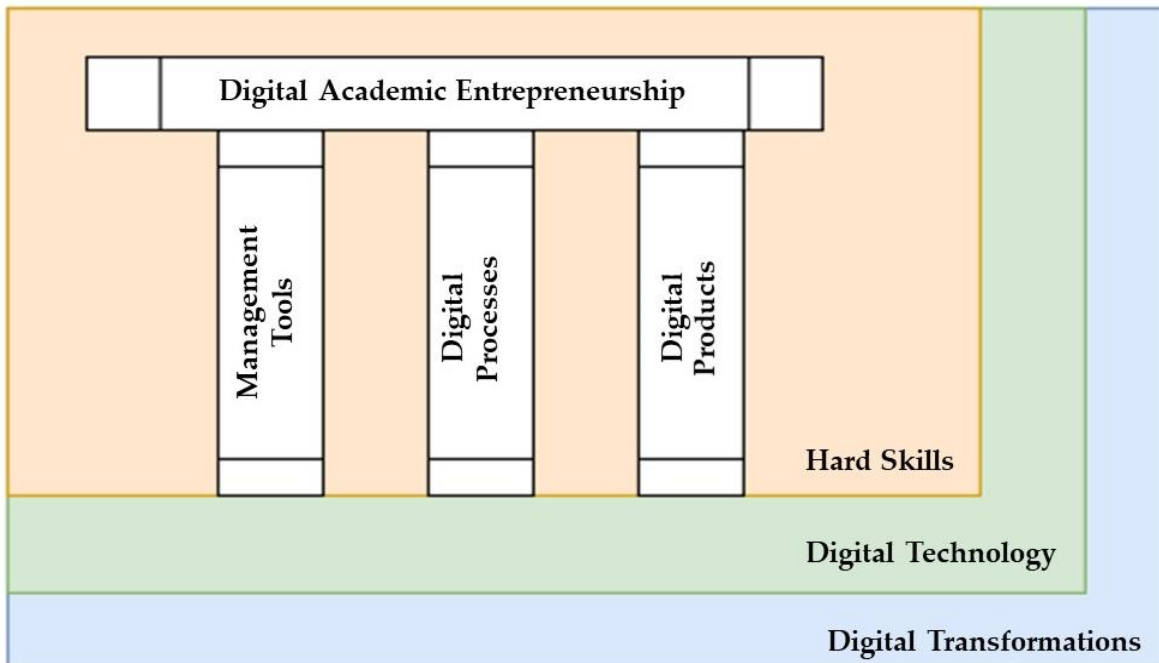 Digital Academic Entrepreneurship
Management
Tools
Digital
Processes
Digital
Products
Hard Skills
Digital Technology
Digital Transformations